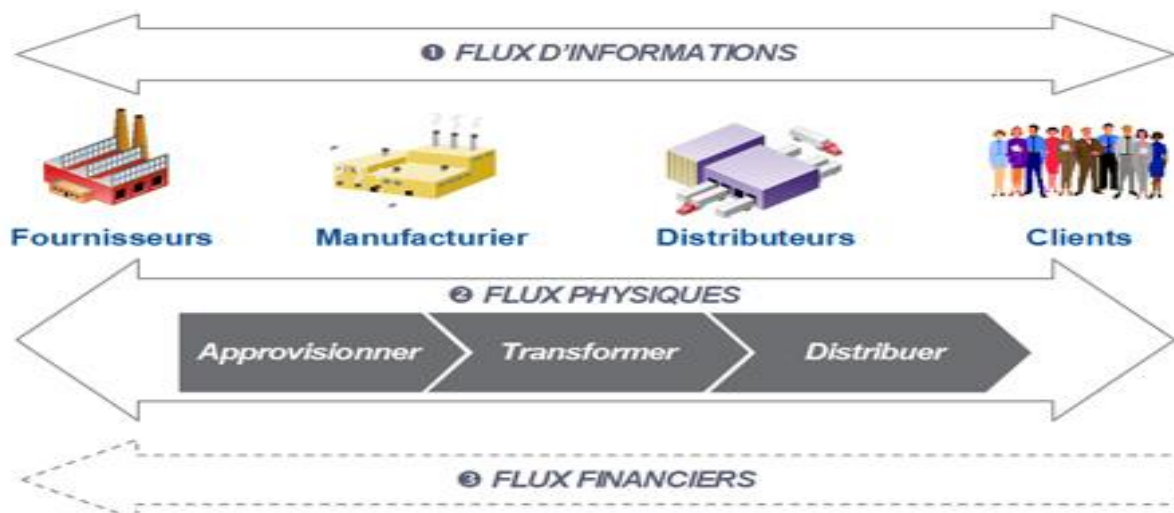 ❶ FLUX D'INFORMATIONS
Fournisseurs Manufacturier Distributeurs Clients
❷ FLUX PHYSIQUES
Approvisionner Transformer Distribuer
❸ FLUX FINANCIERS